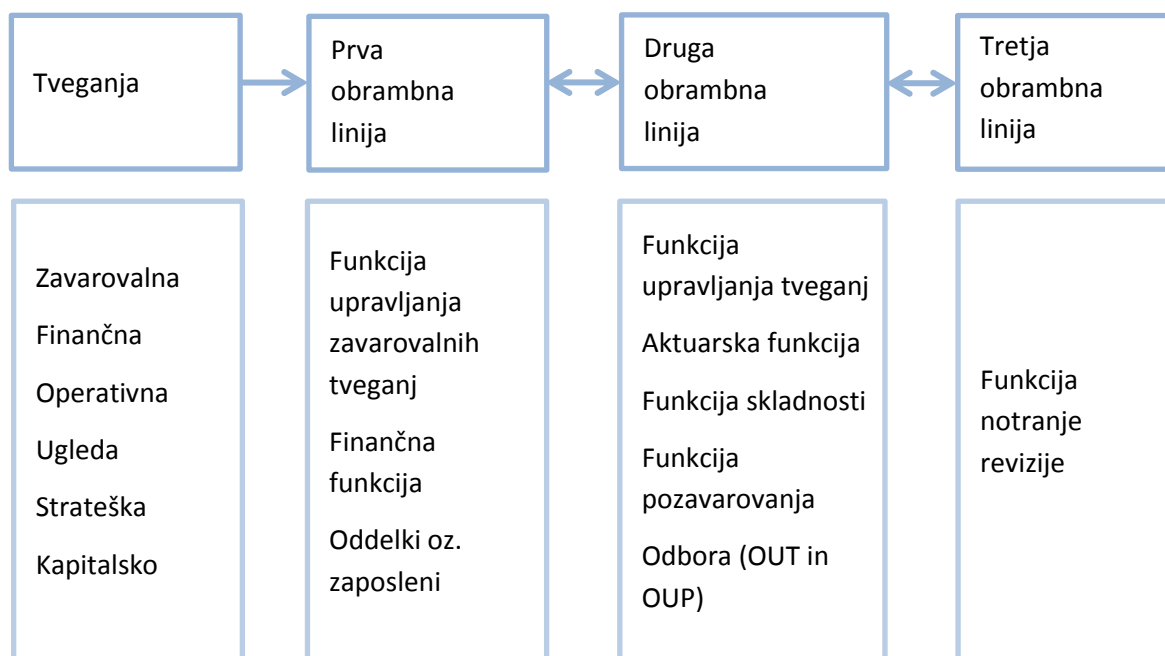 Tveganja
Prva
obrambna
linija
Druga
obrambna
linija
Tretja
obrambna
linija
Zavarovalna
Finančna
Operativna
Ugleda
Strateška
Kapitalsko
Funkcija
upravljanja
zavarovalnih
tveganj
Finančna
funkcija
Oddelki oz.
zaposleni
Funkcija
upravljanja tveganj
Aktuarska funkcija
Funkcija skladnosti
Funkcija
pozavarovanja
Odbora (OUT in
OUP)
Funkcija
notranje
revizije